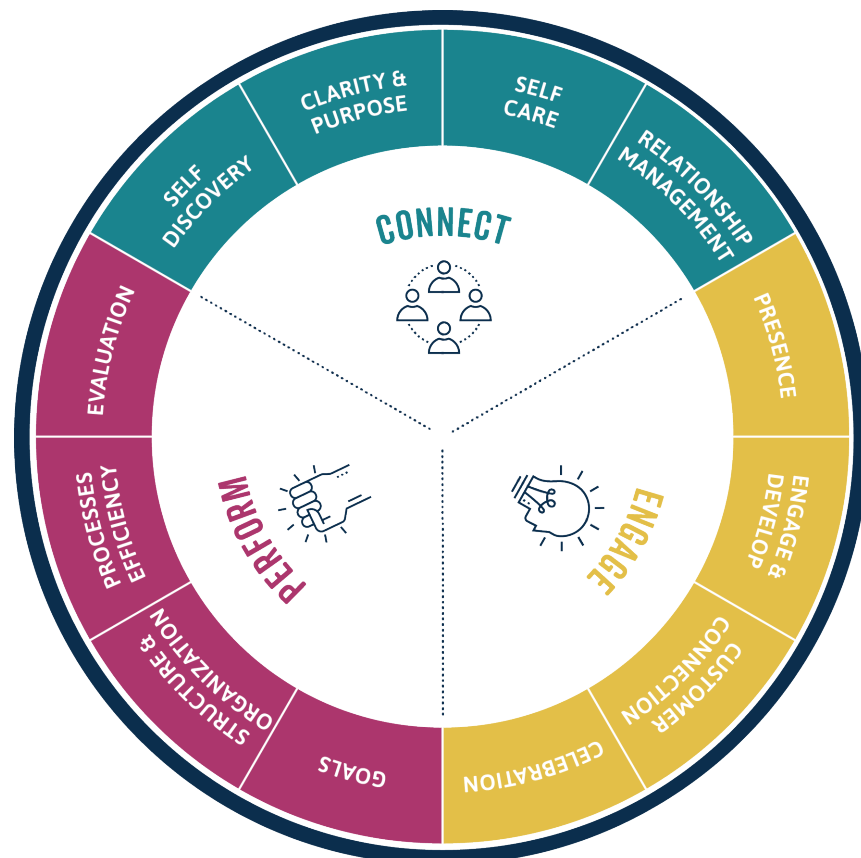 CLARITY &
PURPOSE
SELF
CARE
RELATIONSHIP
MANAGEMENT
PRESENCE
ENGAGE &
DEVELOP
CUSTOMER
CONNECTION
CELEBRATION
GOALS
STRUCTURE &
ORGANIZATION
PROCESSES
EFFICIENCY
EVALUATION
SELF
DISCOVERY
CONNECT
ENGAGE
PERFORM